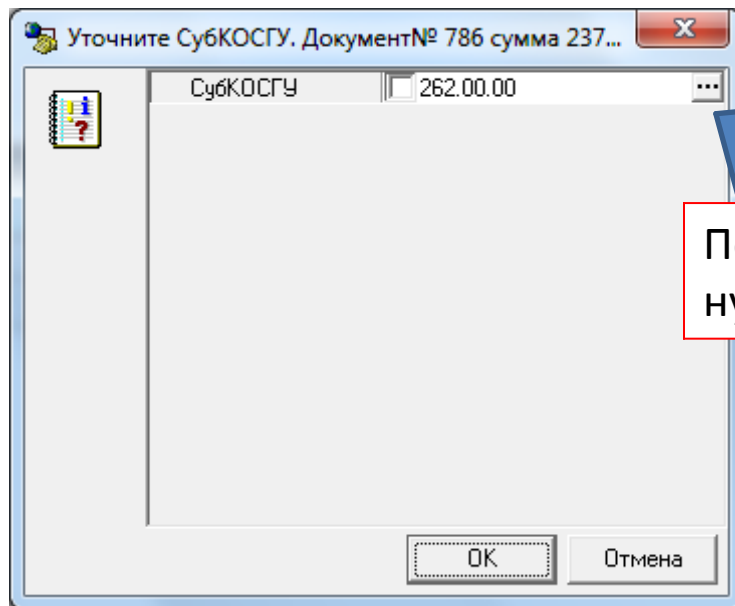 Уточните СубКОСГУ. Документ№ 786 сумма 237...
СубКОСГУ 262.00.00 ...
ОК Отмена